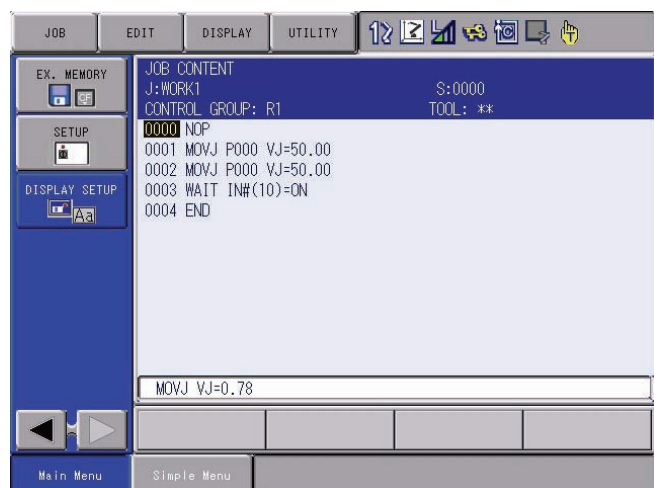 JOB EDIT DISPLAY UTILITY
EX. MEMORY
CF
SETUP
DISPLAY SETUP
Aa
JOB CONTENT
J:WORK1 S:0000
CONTROL GROUP: R1 TOOL: **
0000 NOP
0001 MOVJ P000 VJ=50.00
0002 MOVJ P000 VJ=50.00
0003 WAIT IN#(10)=ON
0004 END
MOVJ VJ=0.78
Main Menu Simple Menu